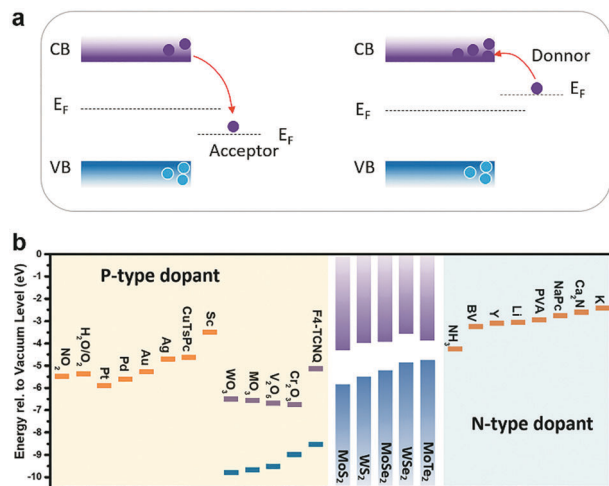 a
CB
CB
Donnor
E_F
E_F
E_F
E_F
Acceptor
VB
VB
b
Energy rel. to Vacuum Level (eV)
0
-1
-2
-3
-4
-5
-6
-7
-8
-9
-10
P-type dopant
NO₂
H₂O/O₂
Pt
Pd
Au
Ag
CuTsPc
Sc
WO₃
MO₃
V₂O₅
Cr₂O₃
F4-TCNQ
MoS₂
WS₂
MoSe₂
WSe₂
MoTe₂
NH₃
BV
Y
Li
PVA
NaPc
Ca₂N
K
N-type dopant